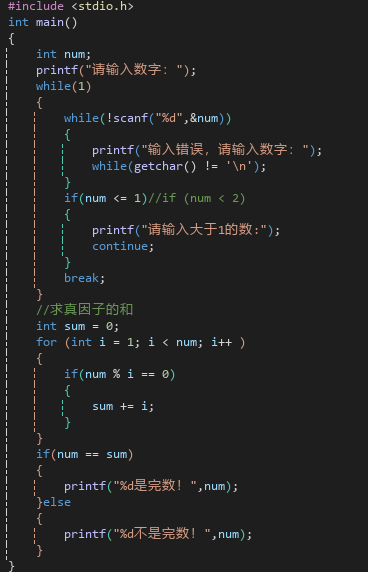 #include <stdio.h>
int main()
{
    int num;
    printf("请输入数字: ");
    while(1)
    {
        while(!scanf("%d",&num))
        {
            printf("输入错误, 请输入数字: ");
            while(getchar() != '\n');
        }
        if(num <= 1)//if (num < 2)
        {
            printf("请输入大于1的数:");
            continue;
        }
        break;
    }
    //求真因子的和
    int sum = 0;
    for (int i = 1; i < num; i++ )
    {
        if(num % i == 0)
        {
            sum += i;
        }
    }
    if(num == sum)
    {
        printf("%d是完数! ",num);
    }else
    {
        printf("%d不是完数! ",num);
    }
}